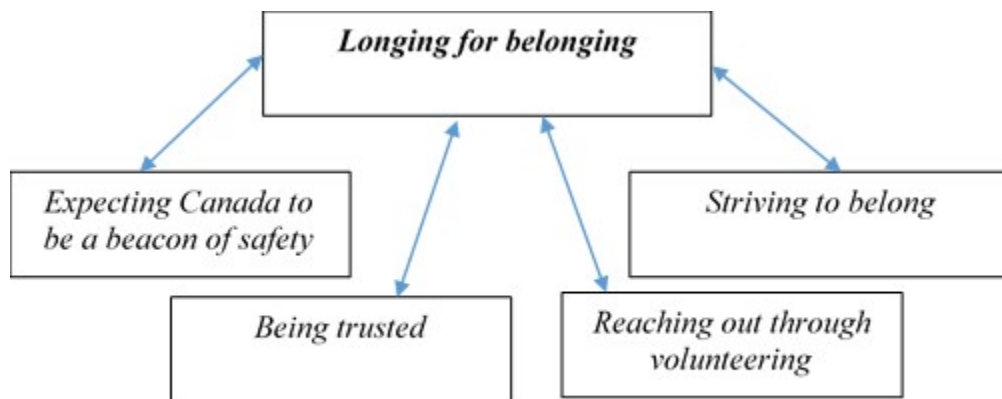 Longing for belonging
Expecting Canada to
be a beacon of safety
Striving to belong
Being trusted
Reaching out through
volunteering